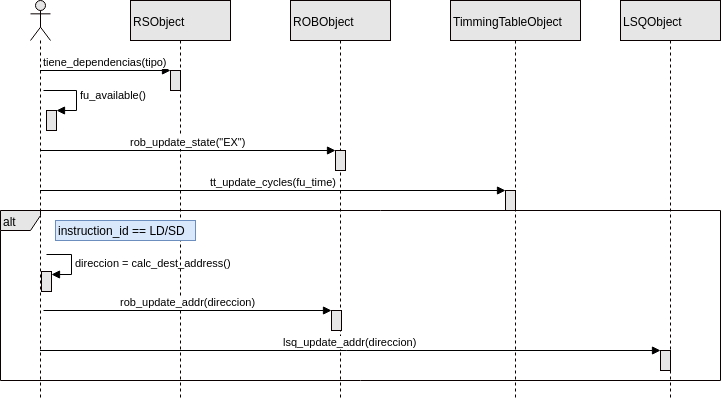 RSObject
ROBObject
TimmingTableObject
LSQObject
tiene_dependencias(tipo)
fu_available()
rob_update_state("EX")
tt_update_cycles(fu_time)
alt
instruction_id == LD/SD
direccion = calc_dest_address()
rob_update_addr(direccion)
lsq_update_addr(direccion)